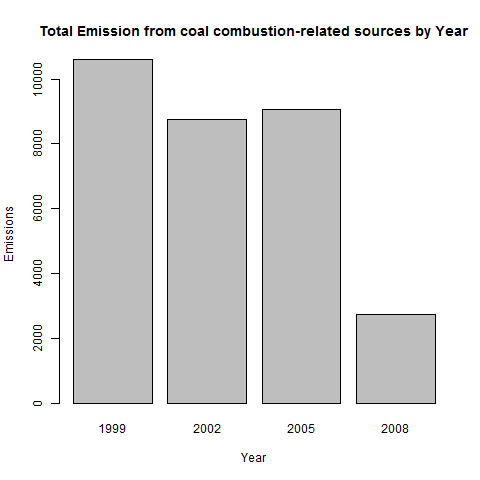 Total Emission from coal combustion-related sources by Year
10000
8000
6000
4000
2000
0
Emissions
1999 2002 2005 2008
Year